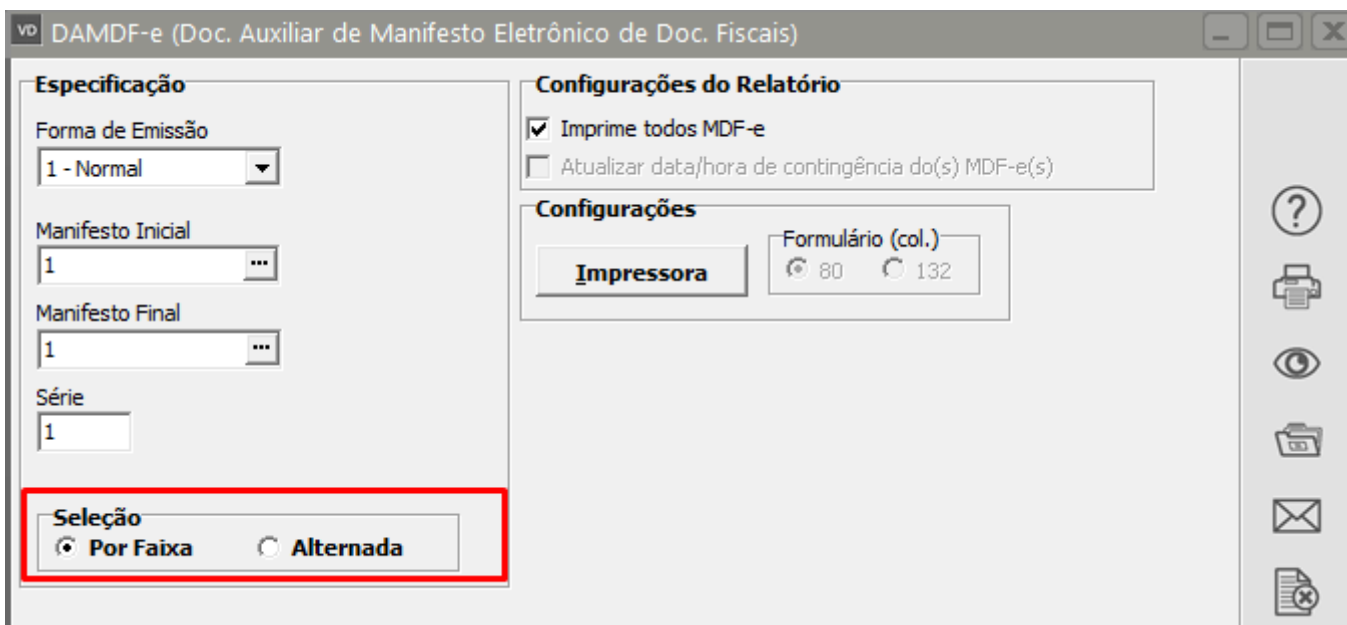 VD DAMDF-e (Doc. Auxiliar de Manifesto Eletrônico de Doc. Fiscais)
Especificação
Forma de Emissão
1 - Normal
Manifesto Inicial
1
...
Manifesto Final
1
...
Série
1
Seleção
Por Faixa Alternada
Configurações do Relatório
Imprime todos MDF-e
Atualizar data/hora de contingência do(s) MDF-e(s)
Configurações
Impressora
Formulário (col.)
80 132